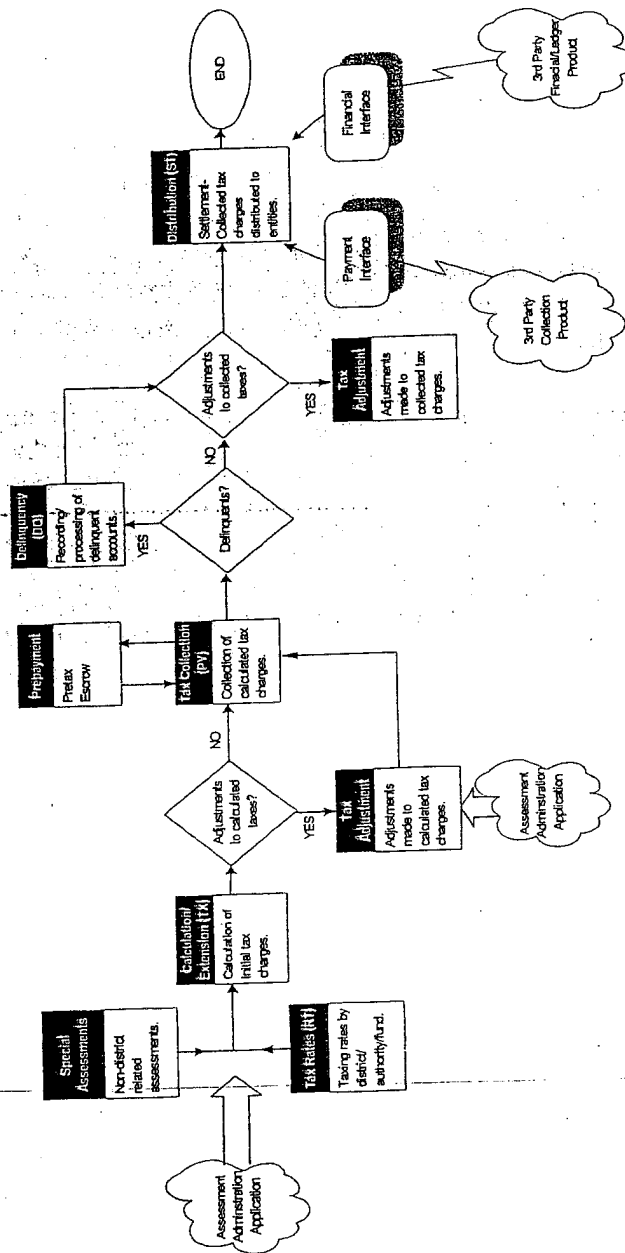 Assessment
Adminstration
Application
Special
Assessments
Non-district
related
assessments.
Tax Rates (RT)
Taxing rates by
district/
authority/fund.
Calculation/
Extension (TX)
Calculation of
initial tax
charges.
Adjustments
to calculated
taxes?
NO
YES
Tax
Adjustment
Adjustments
made to
calculated tax
charges.
Assessment
Adminstration
Application
Prepayment
Pretax
Escrow
Tax Collection
(PY)
Collection of
calculated tax
charges.
Delinquents?
YES
NO
Delinquency
(DQ)
Recording/
processing of
delinquent
accounts.
Adjustments
to collected
taxes?
YES
Tax
Adjustment
Adjustments
made to
collected tax
charges.
Distribution (ST)
Settlement-
Collected tax
charges
distributed to
entities.
END
Payment
Interface
Financial
Interface
3rd Party
Collection
Product
3rd Party
Finacial/Ledger
Product